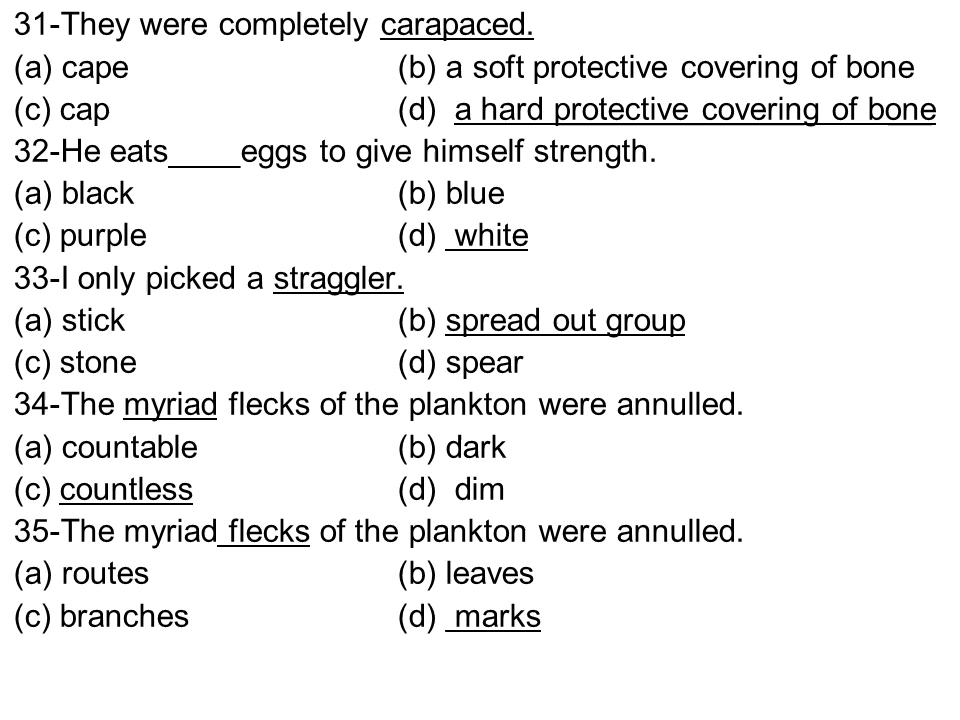 31-They were completely carapaced.
(a) cape (b) a soft protective covering of bone
(c) cap (d) a hard protective covering of bone
32-He eats____eggs to give himself strength.
(a) black (b) blue
(c) purple (d) white
33-I only picked a straggler.
(a) stick (b) spread out group
(c) stone (d) spear
34-The myriad flecks of the plankton were annulled.
(a) countable (b) dark
(c) countless (d) dim
35-The myriad flecks of the plankton were annulled.
(a) routes (b) leaves
(c) branches (d) marks